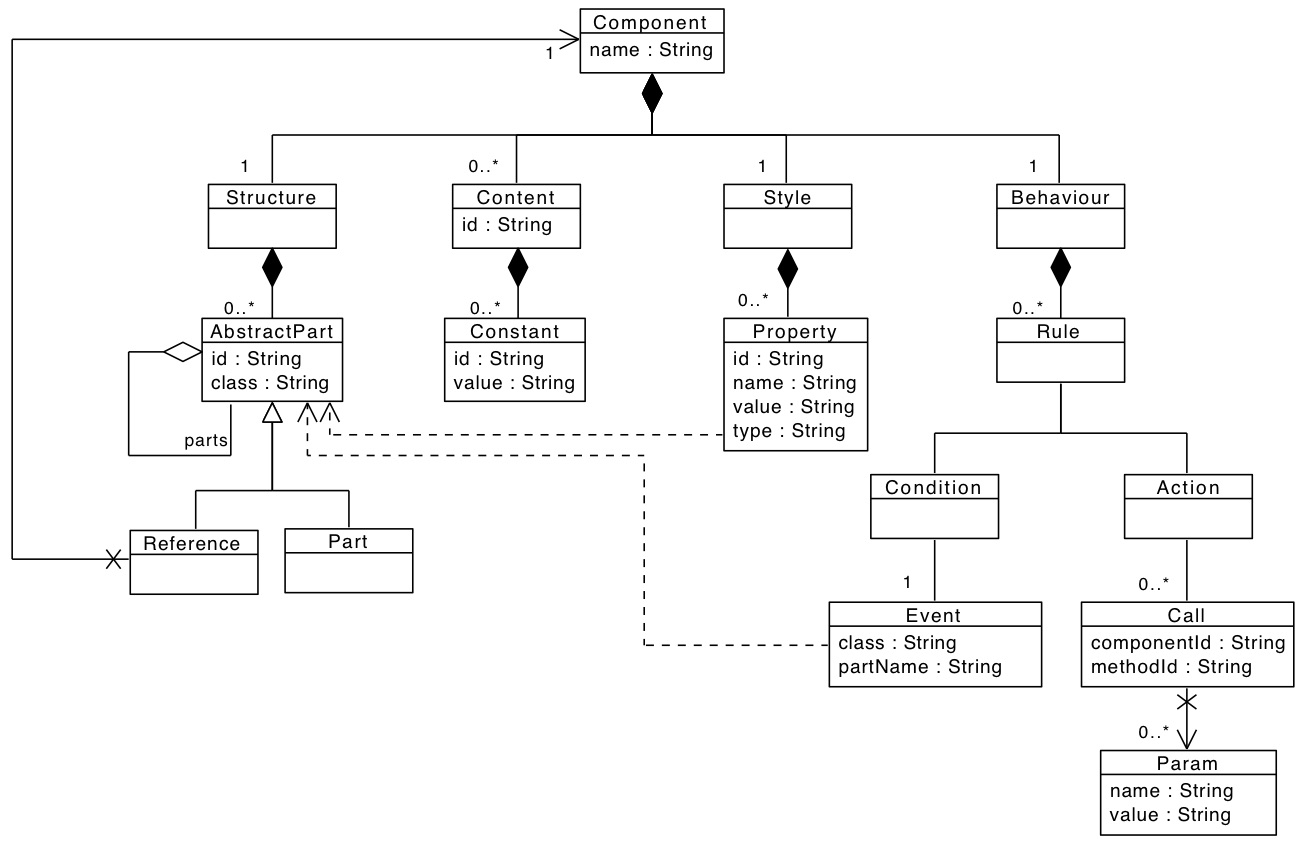 Component
name : String
1
1
0..*
1
1
Structure
Content
id : String
Style
Behaviour
0..*
0..*
0..*
0..*
AbstractPart
id : String
class : String
parts
Constant
id : String
value : String
Property
id : String
name : String
value : String
type : String
Rule
Condition
Action
Reference
Part
1
0..*
Event
class : String
partName : String
Call
componentId : String
methodId : String
0..*
Param
name : String
value : String